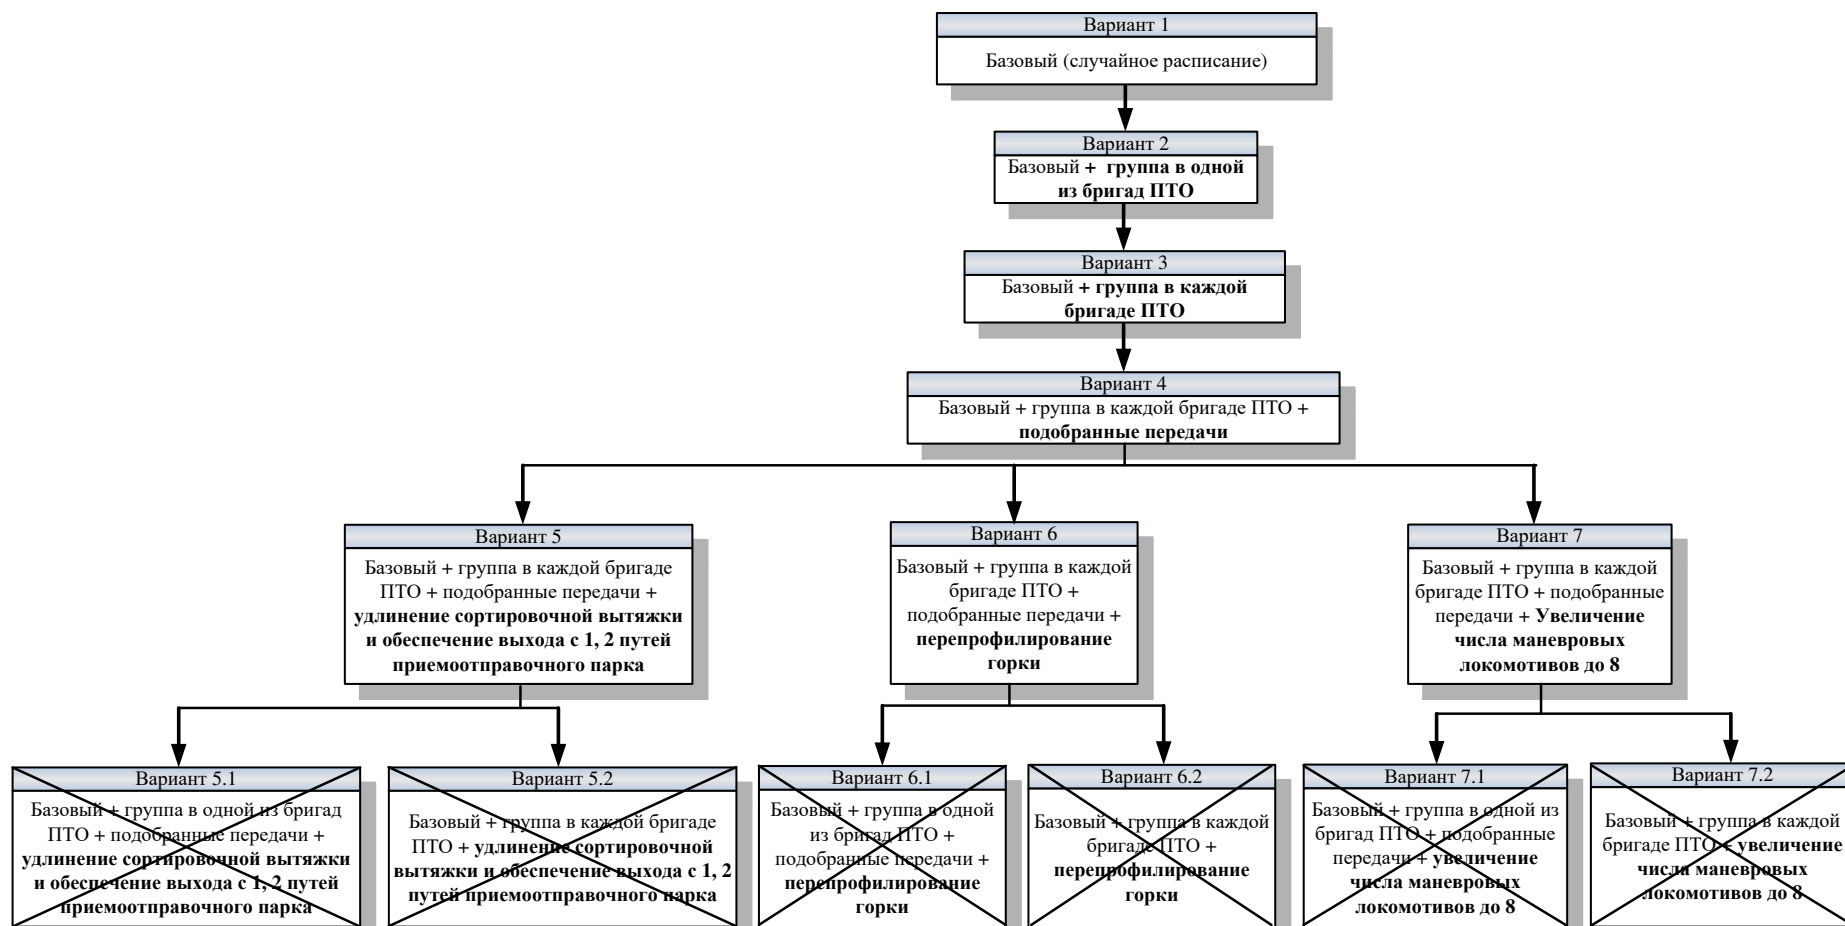 Вариант 1
Базовый (случайное расписание)
Вариант 2
Базовый + группа в одной
из бригад ПТО
Вариант 3
Базовый + группа в каждой
бригаде ПТО
Вариант 4
Базовый + группа в каждой бригаде ПТО +
подобранные передачи
Вариант 5
Базовый + группа в каждой бригаде
ПТО + подобранные передачи +
удлинение сортировочной вытяжки
и обеспечение выхода с 1, 2 путей
приемоотправочного парка
Вариант 6
Базовый + группа в каждой
бригаде ПТО +
подобранные передачи +
перепрофилирование
горки
Вариант 7
Базовый + группа в каждой
бригаде ПТО + подобранные
передачи + Увеличение
числа маневровых
локомотивов до 8
Вариант 5.1
Базовый + группа в одной из бригад
ПТО + подобранные передачи +
удлинение сортировочной вытяжки
и обеспечение выхода с 1, 2 путей
приемоотправочного парка
Вариант 5.2
Базовый + группа в каждой бригаде
ПТО + удлинение сортировочной
вытяжки и обеспечение выхода с 1, 2
путей приемоотправочного парка
Вариант 6.1
Базовый + группа в одной
из бригад ПТО +
подобранные передачи +
перепрофилирование
горки
Вариант 6.2
Базовый + группа в каждой
бригаде ПТО +
перепрофилирование
горки
Вариант 7.1
Базовый + группа в одной из
бригад ПТО + подобранные
передачи + увеличение
числа маневровых
локомотивов до 8
Вариант 7.2
Базовый + группа в каждой
бригаде ПТО + увеличение
числа маневровых
локомотивов до 8